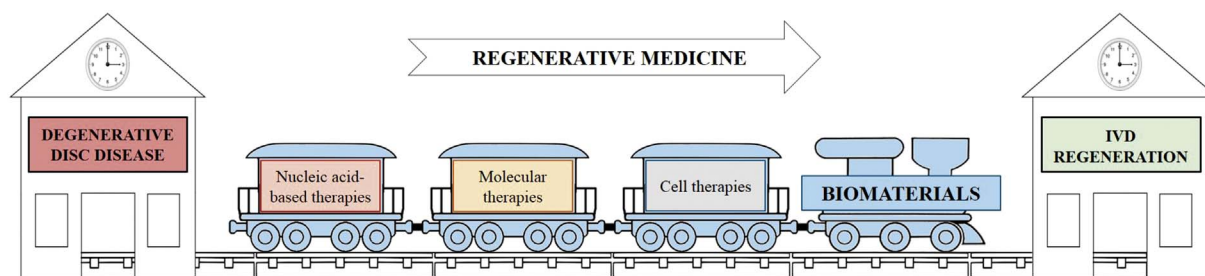 REGENERATIVE MEDICINE
DEGENERATIVE
DISC DISEASE
IVD
REGENERATION
Nucleic acid-
based therapies
Molecular
therapies
Cell therapies
BIOMATERIALS